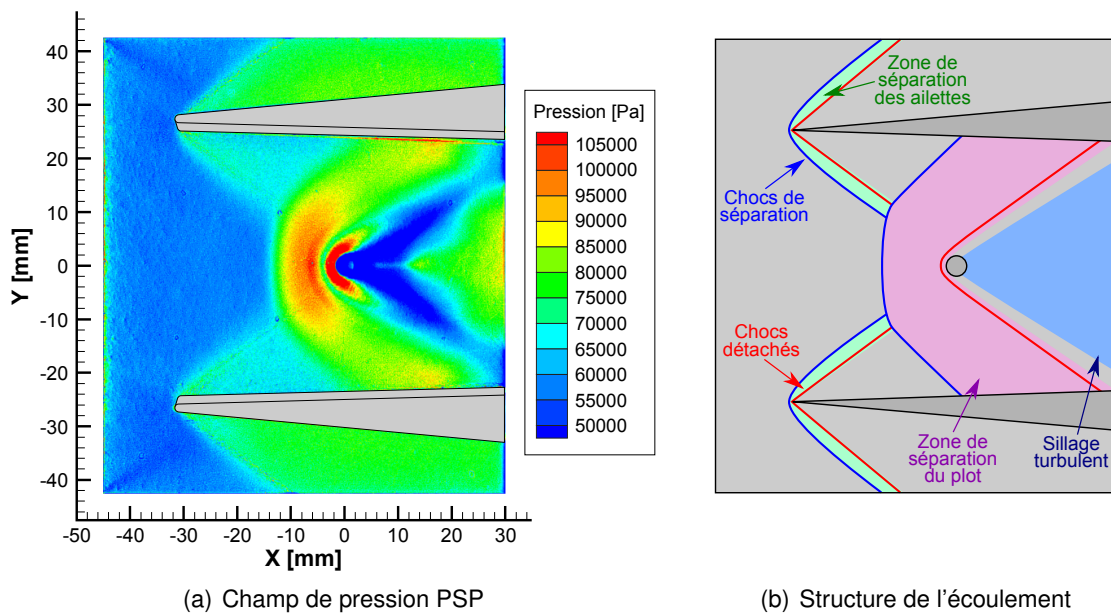 40
30
20
10
0
-10
-20
-30
-40
Y [mm]
-50 -40 -30 -20 -10 0 10 20 30
X [mm]
Pression [Pa]
105000
100000
95000
90000
85000
80000
75000
70000
65000
60000
55000
50000
(a) Champ de pression PSP
Zone de
séparation
des ailettes
Chocs de
séparation
Chocs
détachés
Zone de
séparation
du plot
Sillage
turbulent
(b) Structure de l'écoulement